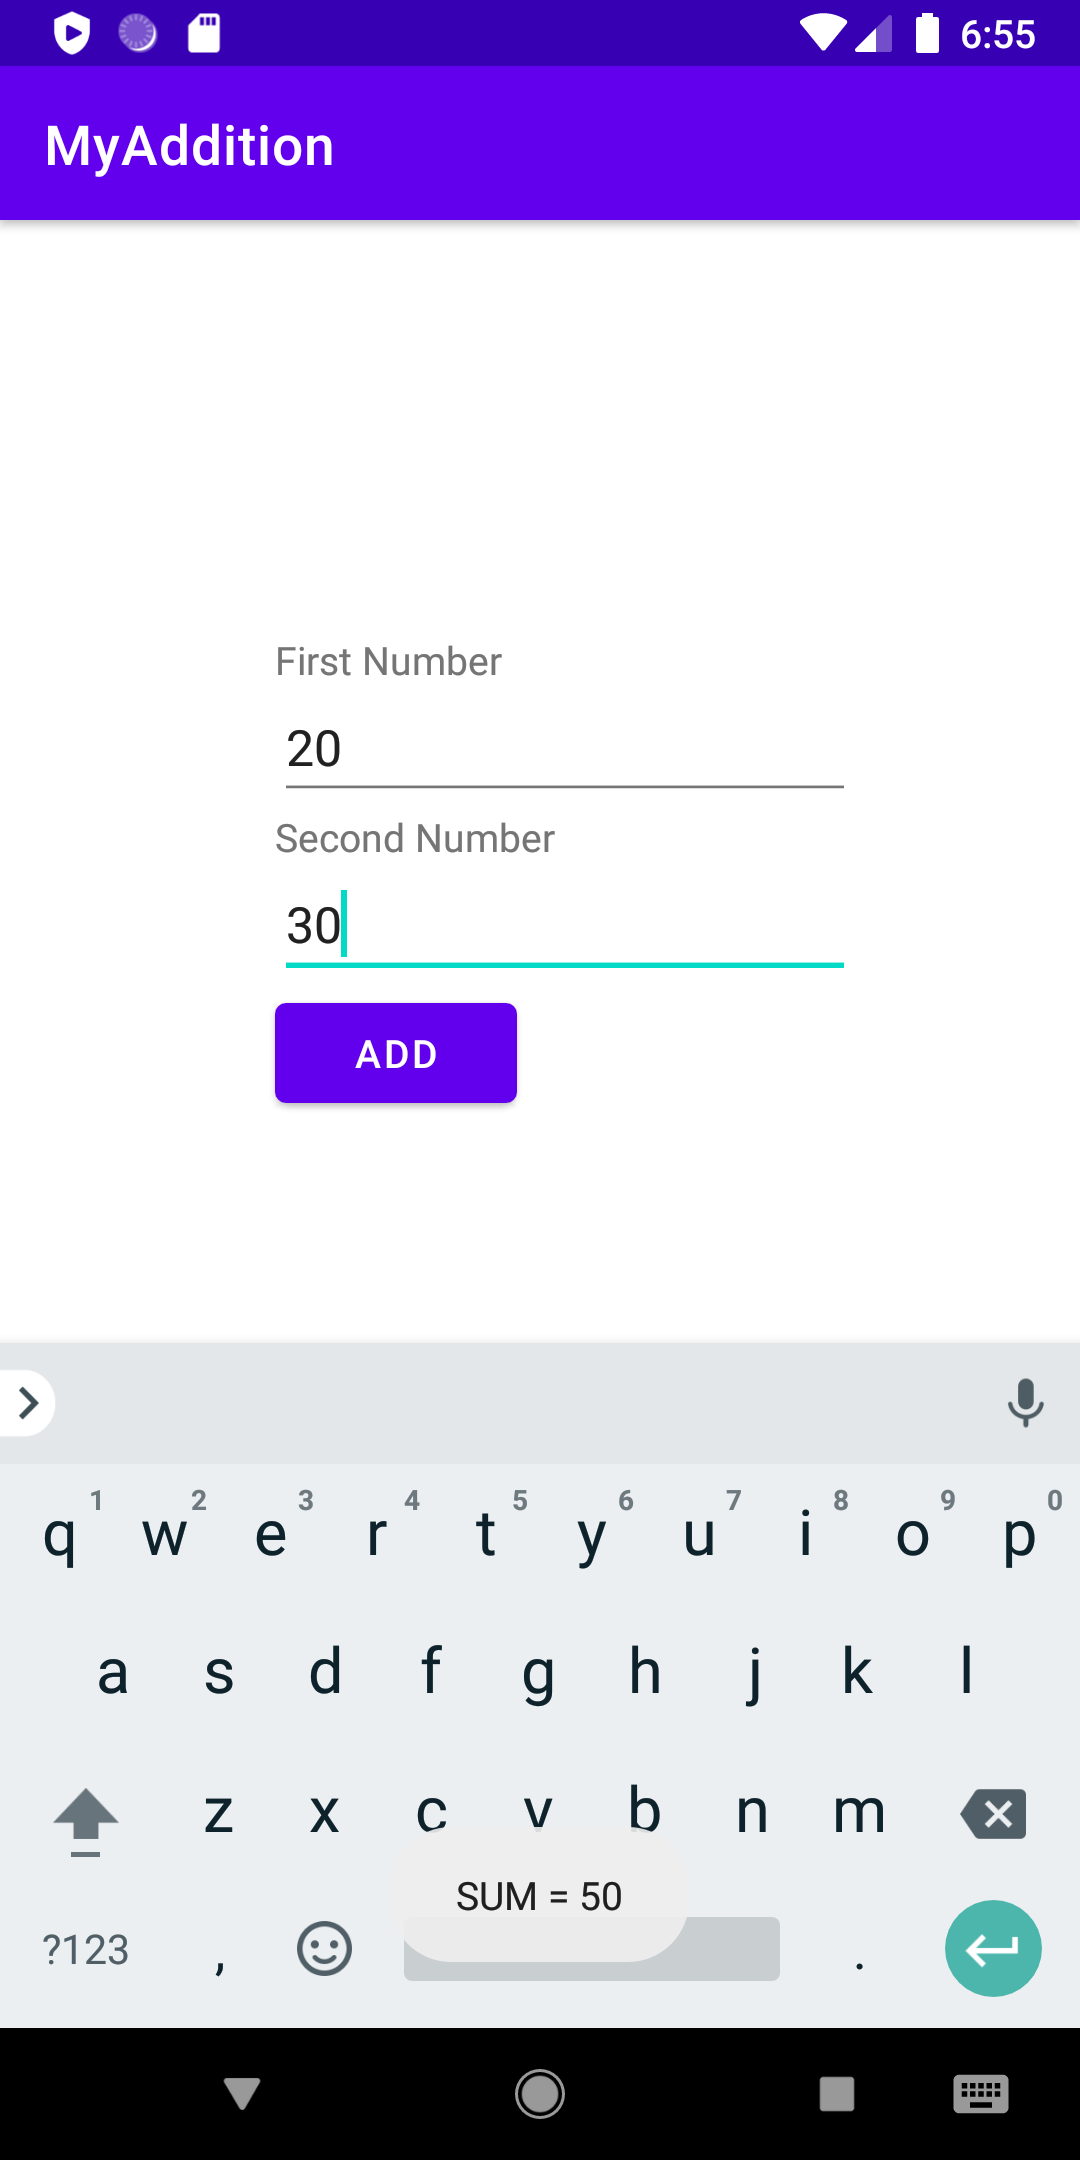 6:55
MyAddition
First Number
20
Second Number
30
ADD
1 2 3 4 5 6 7 8 9 0
q w e r t y u i o p
a s d f g h j k l
z x c v b n m
SUM = 50
?123 , .